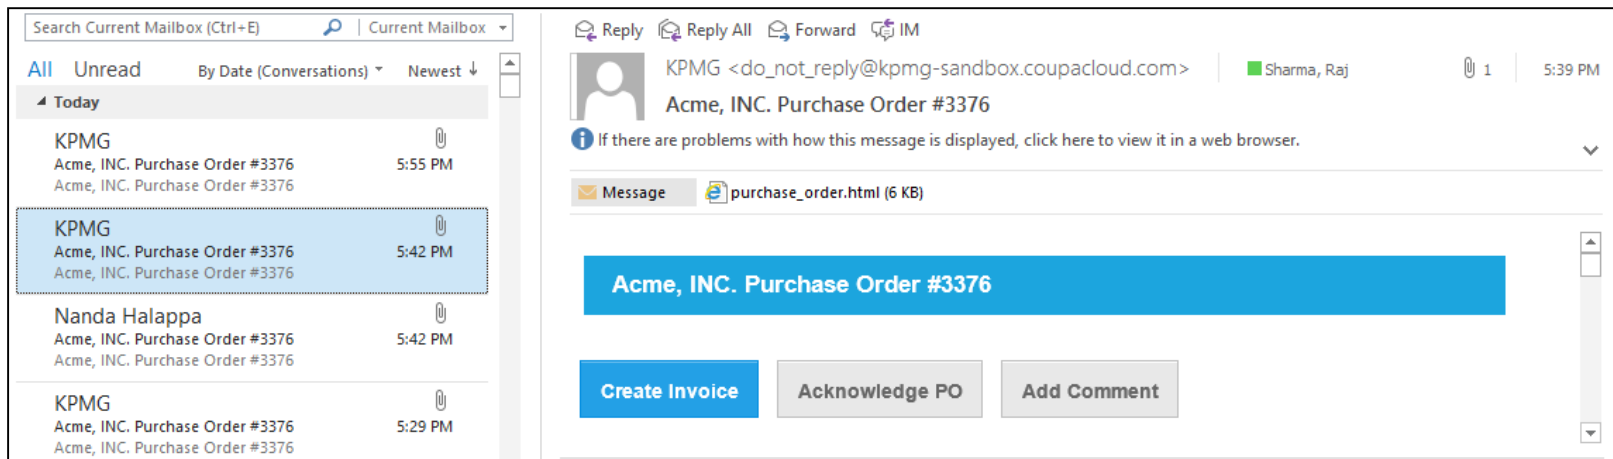 Search Current Mailbox (Ctrl+E) Current Mailbox
All Unread By Date (Conversations) Newest ↓
Today
KPMG
Acme, INC. Purchase Order #3376 5:55 PM
Acme, INC. Purchase Order #3376
KPMG
Acme, INC. Purchase Order #3376 5:42 PM
Acme, INC. Purchase Order #3376
Nanda Halappa
Acme, INC. Purchase Order #3376 5:42 PM
Acme, INC. Purchase Order #3376
KPMG
Acme, INC. Purchase Order #3376 5:29 PM
Acme, INC. Purchase Order #3376
Reply Reply All Forward IM
KPMG <do_not_reply@kpmg-sandbox.coupacloud.com> Sharma, Raj 1 5:39 PM
Acme, INC. Purchase Order #3376
If there are problems with how this message is displayed, click here to view it in a web browser.
Message purchase_order.html (6 KB)
Acme, INC. Purchase Order #3376
Create Invoice Acknowledge PO Add Comment